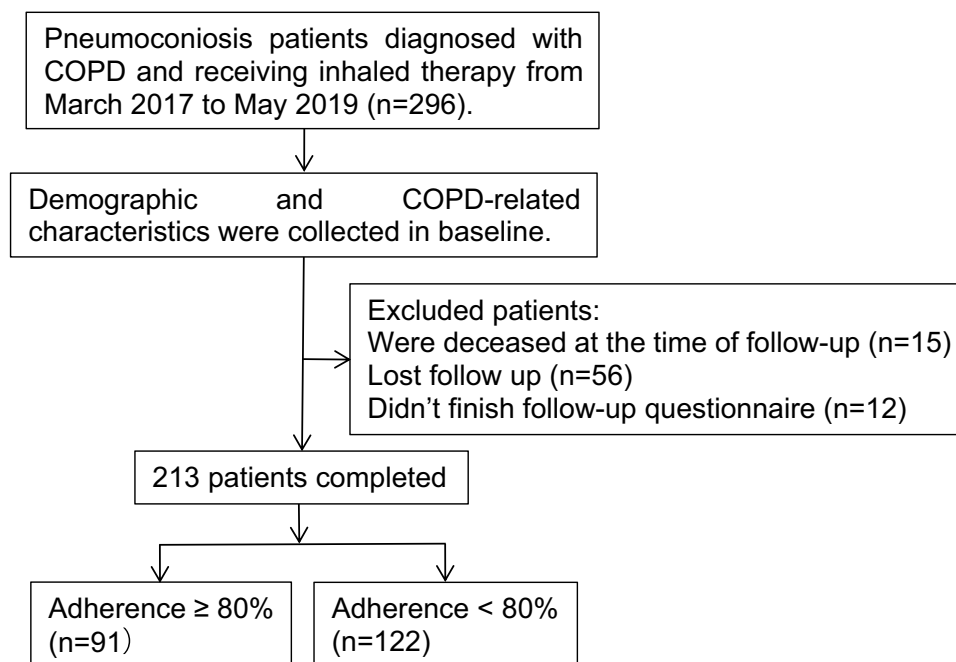 Pneumoconiosis patients diagnosed with
COPD and receiving inhaled therapy from
March 2017 to May 2019 (n=296).
Demographic and COPD-related
characteristics were collected in baseline.
Excluded patients:
Were deceased at the time of follow-up (n=15)
Lost follow up (n=56)
Didn't finish follow-up questionnaire (n=12)
213 patients completed
Adherence ≥ 80%
(n=91）
Adherence < 80%
(n=122)